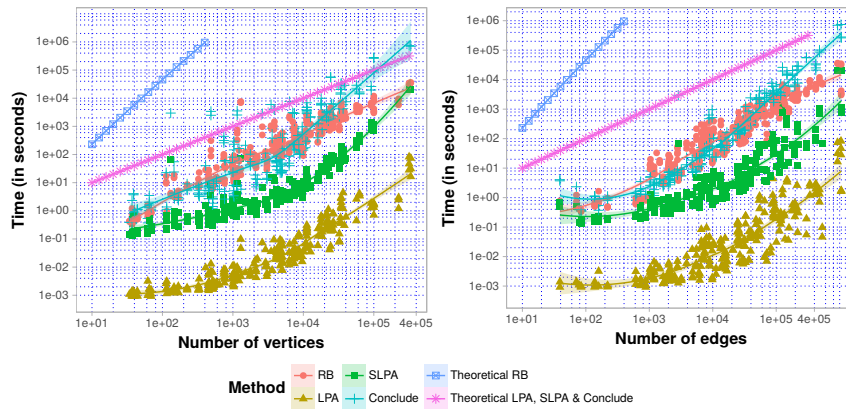 Time (in seconds)
1e+06
1e+05
1e+04
1e+03
1e+02
1e+01
1e+00
1e-01
1e-02
1e-03
1e+01
1e+02
1e+03
1e+04
1e+05
4e+05
Number of vertices
Time (in seconds)
1e+06
1e+05
1e+04
1e+03
1e+02
1e+01
1e+00
1e-01
1e-02
1e-03
1e+01
1e+02
1e+03
1e+04
1e+05
4e+05
Number of edges
Method
RB
SLPA
Theoretical RB
LPA
Conclude
Theoretical LPA, SLPA & Conclude